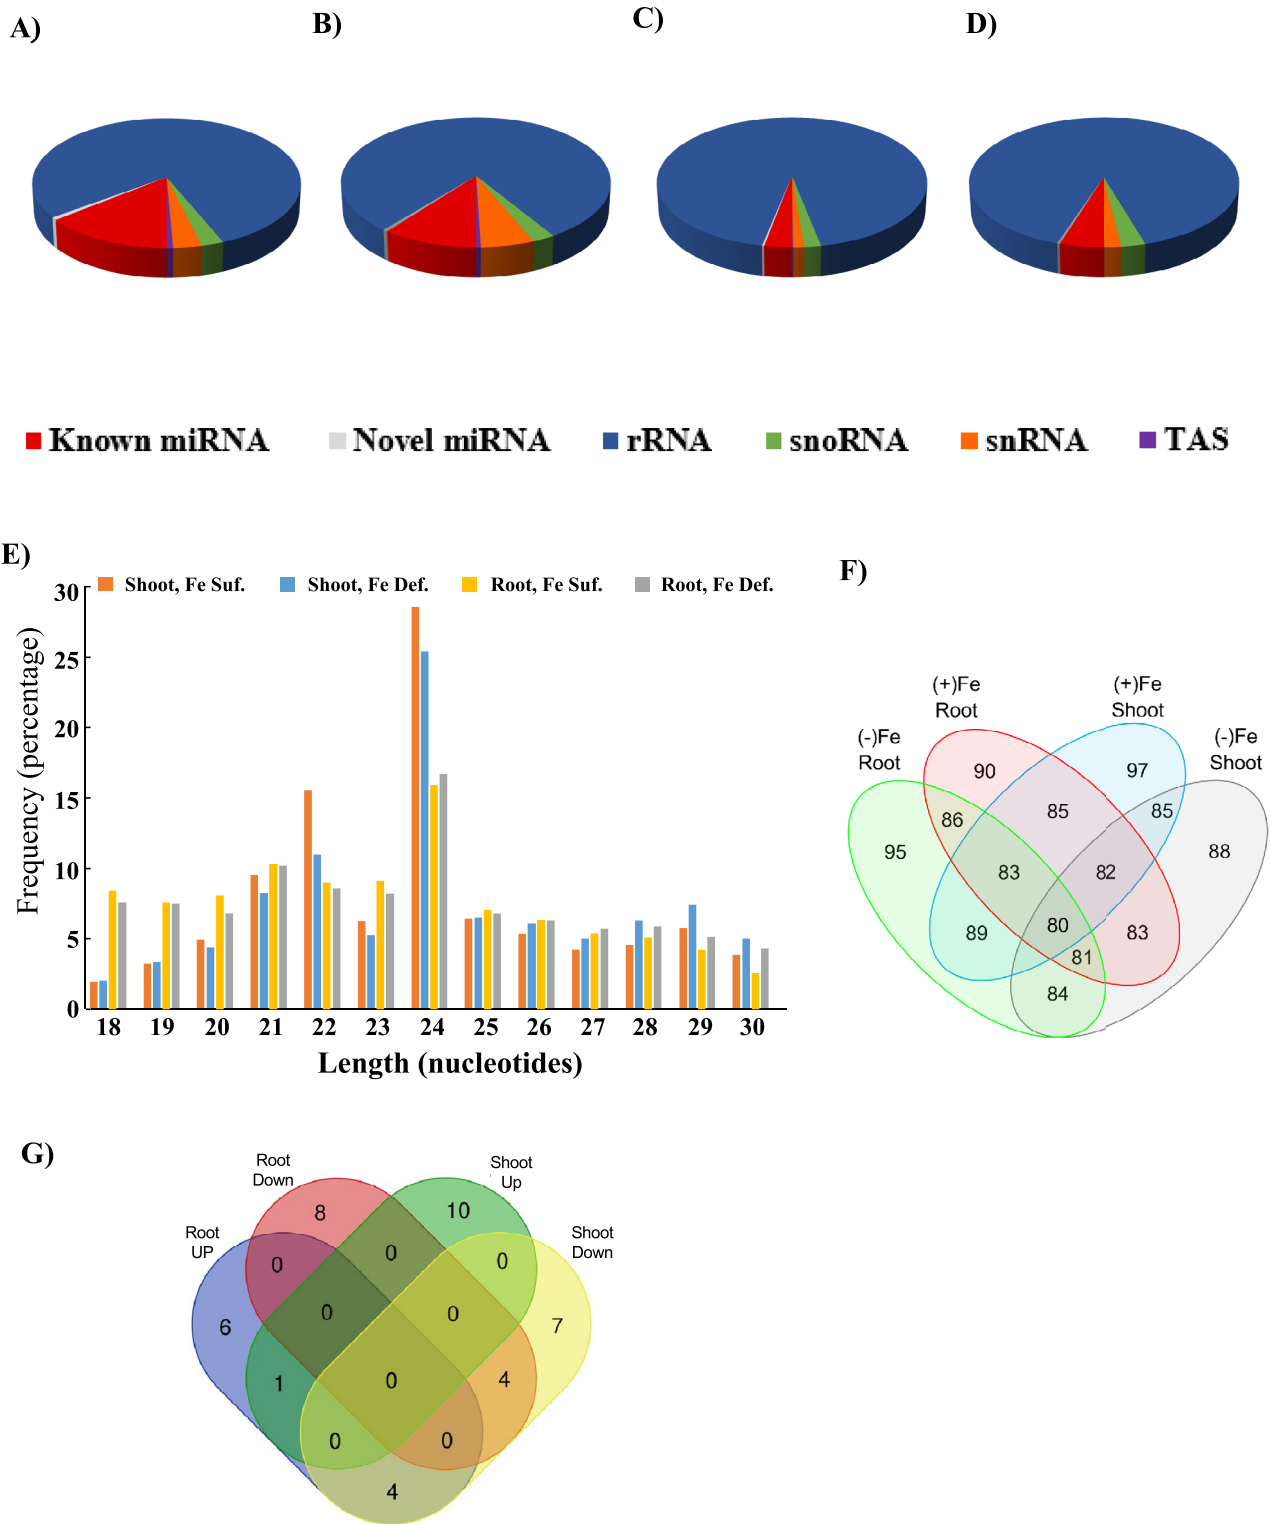 A)
B)
C)
D)
Known miRNA
Novel miRNA
rRNA
snoRNA
snRNA
TAS
E)
Shoot, Fe Suf.
Shoot, Fe Def.
Root, Fe Suf.
Root, Fe Def.
Frequency (percentage)
30
25
20
15
10
5
0
18 19 20 21 22 23 24 25 26 27 28 29 30
Length (nucleotides)
F)
(+)Fe
Root
(+)Fe
Shoot
(-)Fe
Root
(-)Fe
Shoot
90
97
86
85
85
95
83
82
88
80
89
83
81
84
G)
Root
Down
Shoot
Up
Root
UP
Shoot
Down
8
10
0
0
0
6
0
0
7
1
0
4
0
0
4